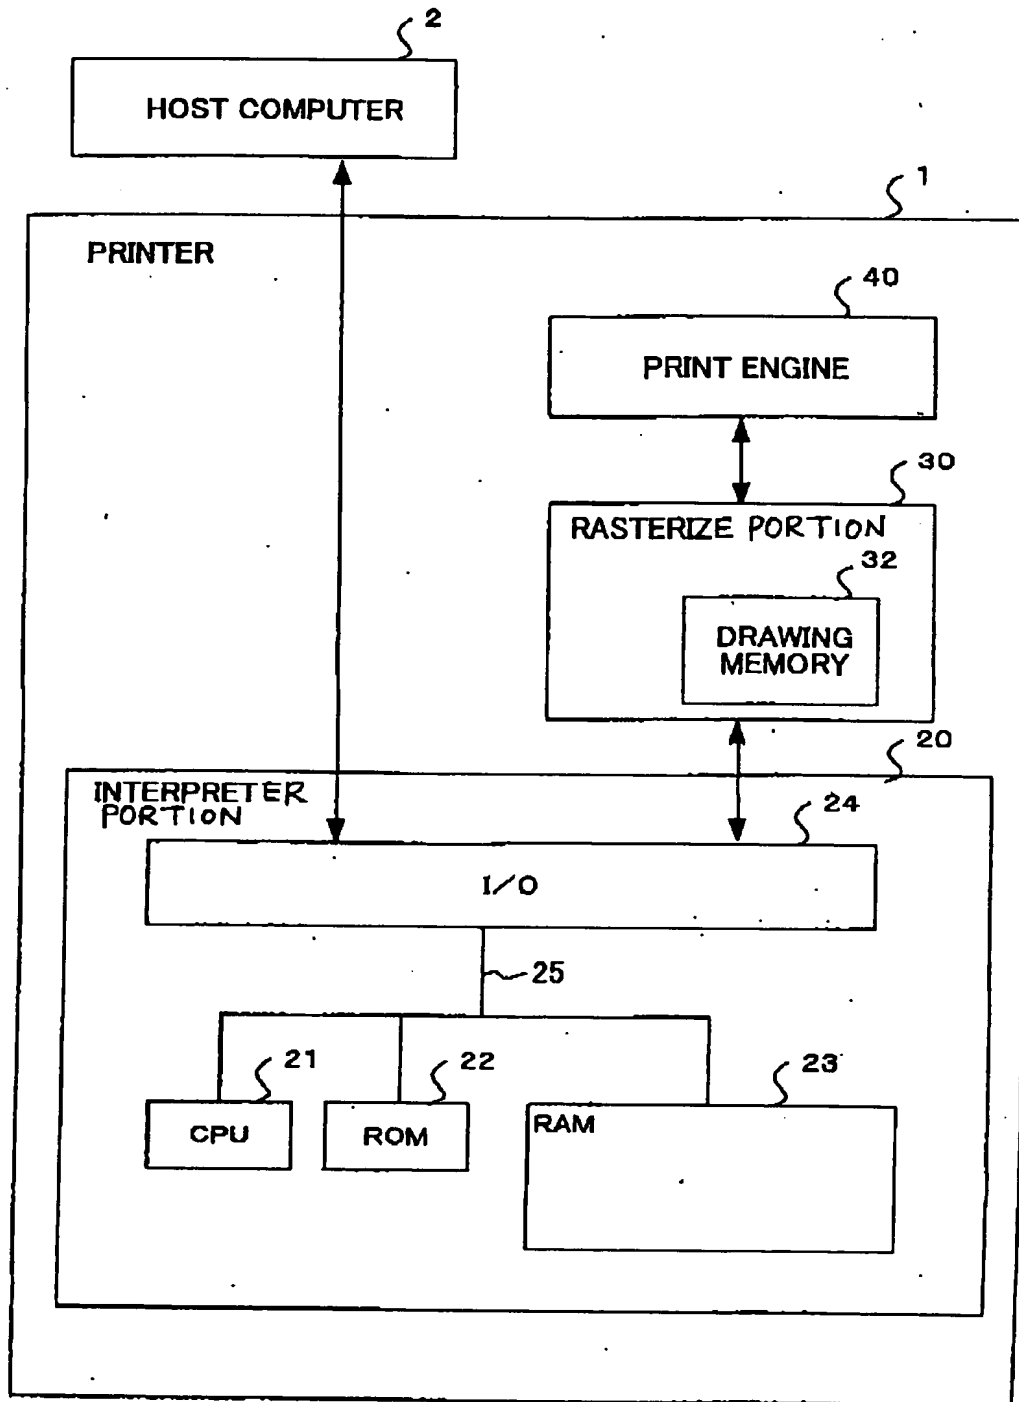 2
HOST COMPUTER
1
PRINTER
40
PRINT ENGINE
30
RASTERIZE PORTION
32
DRAWING
MEMORY
20
INTERPRETER
PORTION
24
I/O
25
21
22
23
CPU
ROM
RAM